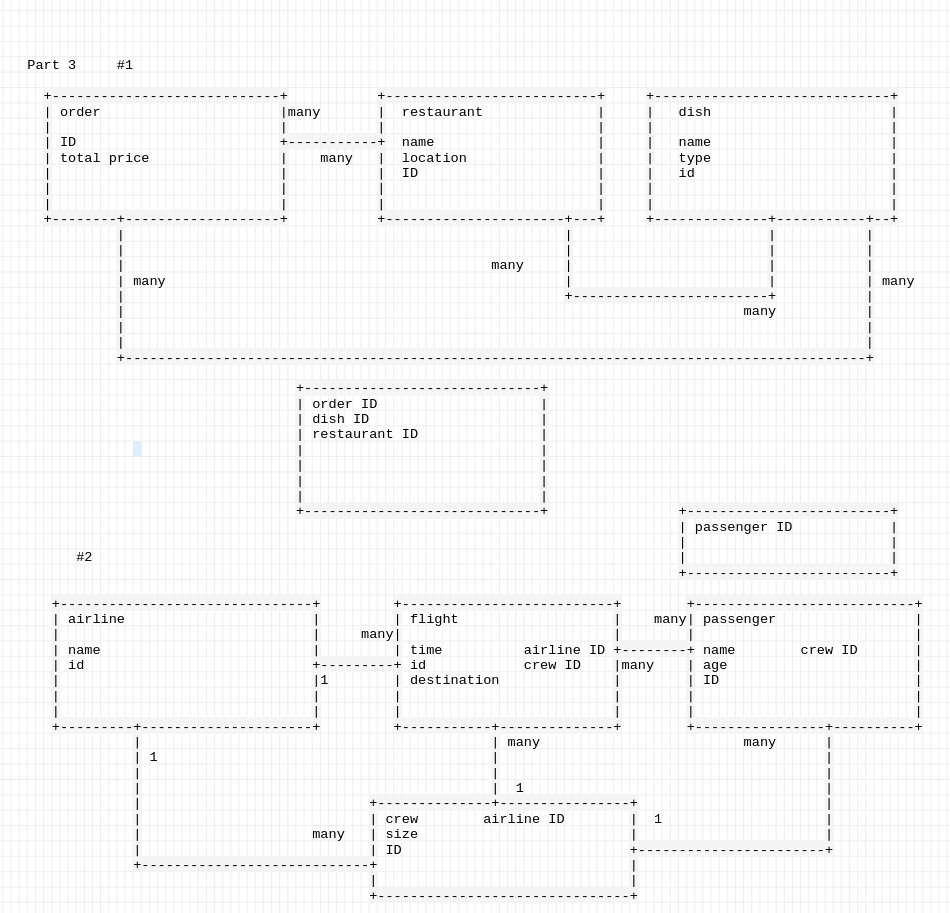 Part 3 #1
order many restaurant dish
ID name name
total price many location type
ID id
many
many many
many
order ID
dish ID
restaurant ID
passenger ID
#2
airline flight many passenger
many
name time airline ID name crew ID
id id crew ID many age
1 destination ID
many many
1
1
crew airline ID 1
many size
ID